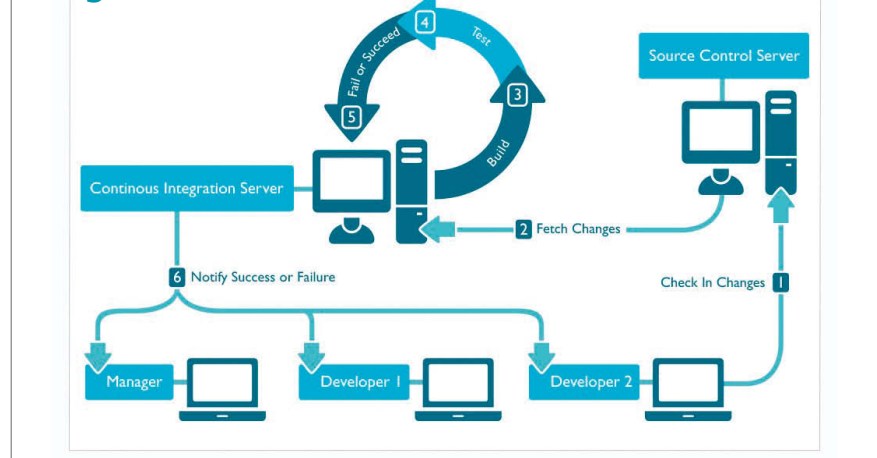 4
Test
Fail or Succeed
3
5
Build
Source Control Server
Continous Integration Server
2 Fetch Changes
6 Notify Success or Failure
Check In Changes 1
Manager
Developer 1
Developer 2